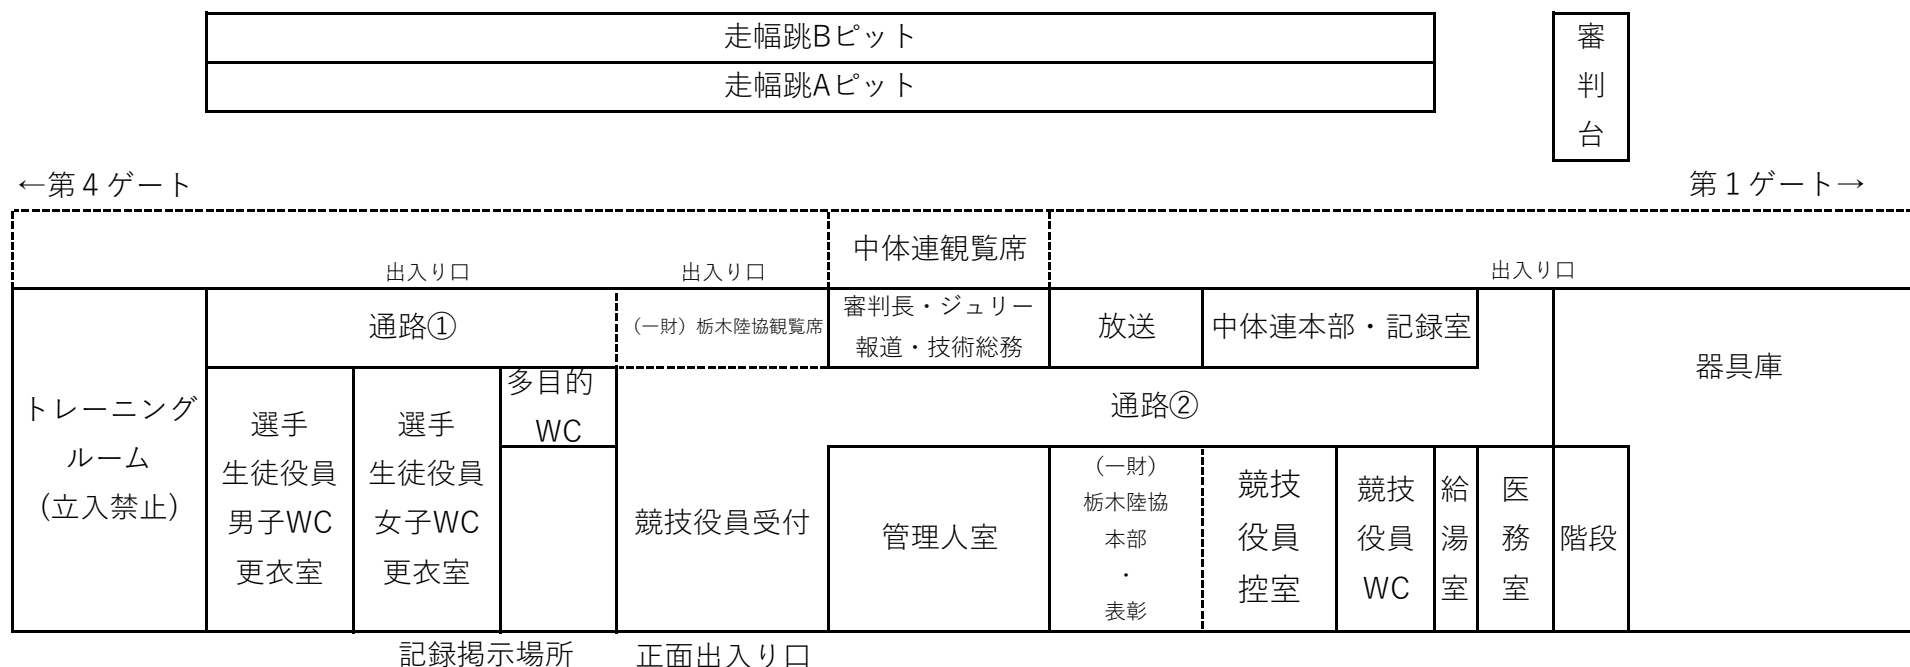 走幅跳Bピット
走幅跳Aピット
審
判
台
←第４ゲート
第１ゲート→
中体連観覧席
出入り口
出入り口
出入り口
通路①
（一財）栃木陸協観覧席
審判長・ジュリー
報道・技術総務
放送
中体連本部・記録室
器具庫
トレーニング
ルーム
(立入禁止)
選手
生徒役員
男子WC
更衣室
選手
生徒役員
女子WC
更衣室
多目的
WC
通路②
競技役員受付
管理人室
（一財）
栃木陸協
本部
・
表彰
競技
役員
控室
競技
役員
WC
給
湯
室
医
務
室
階段
記録掲示場所
正面出入り口